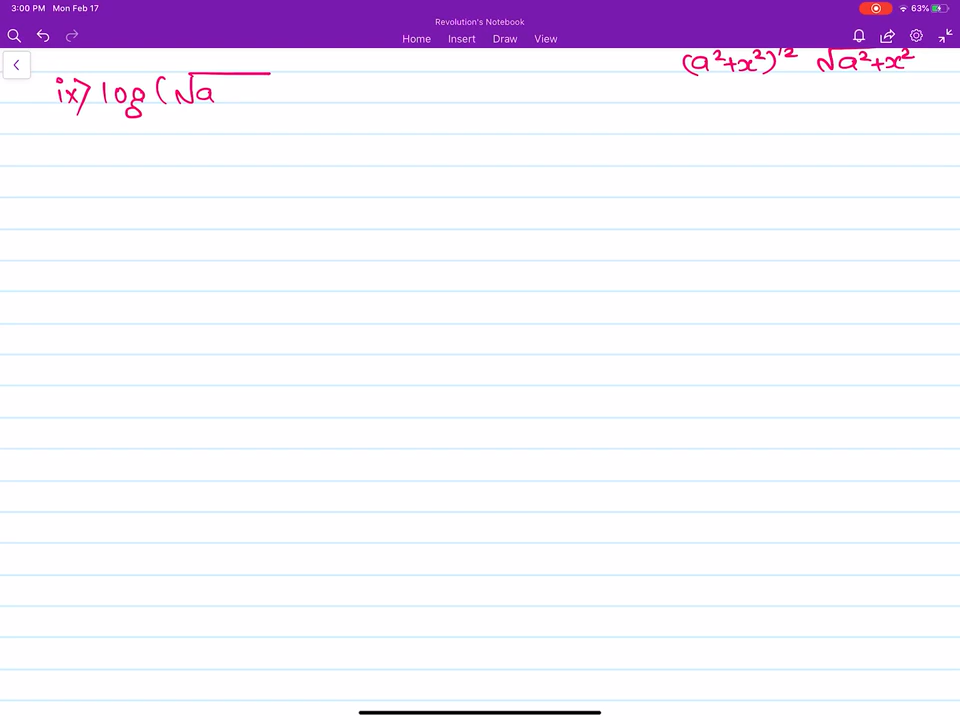 3:00 PM Mon Feb 17
63%
Revolution's Notebook
Home Insert Draw View
(a²+x²)^1/2 √a²+x²
ix> log (√a